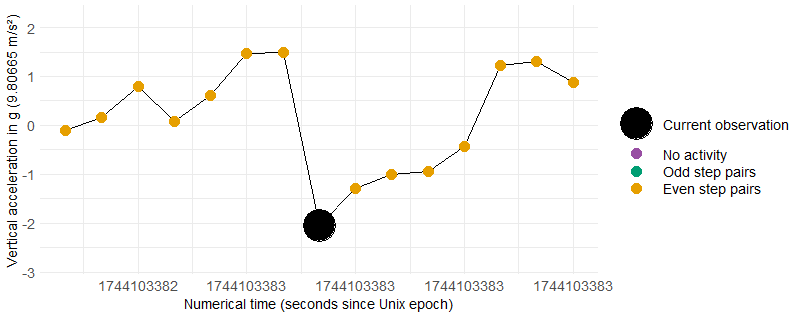 Vertical acceleration in g (9.80665 m/s²)
2
1
0
-1
-2
-3
1744103382 1744103383 1744103383 1744103383 1744103383
Numerical time (seconds since Unix epoch)
Current observation
No activity
Odd step pairs
Even step pairs